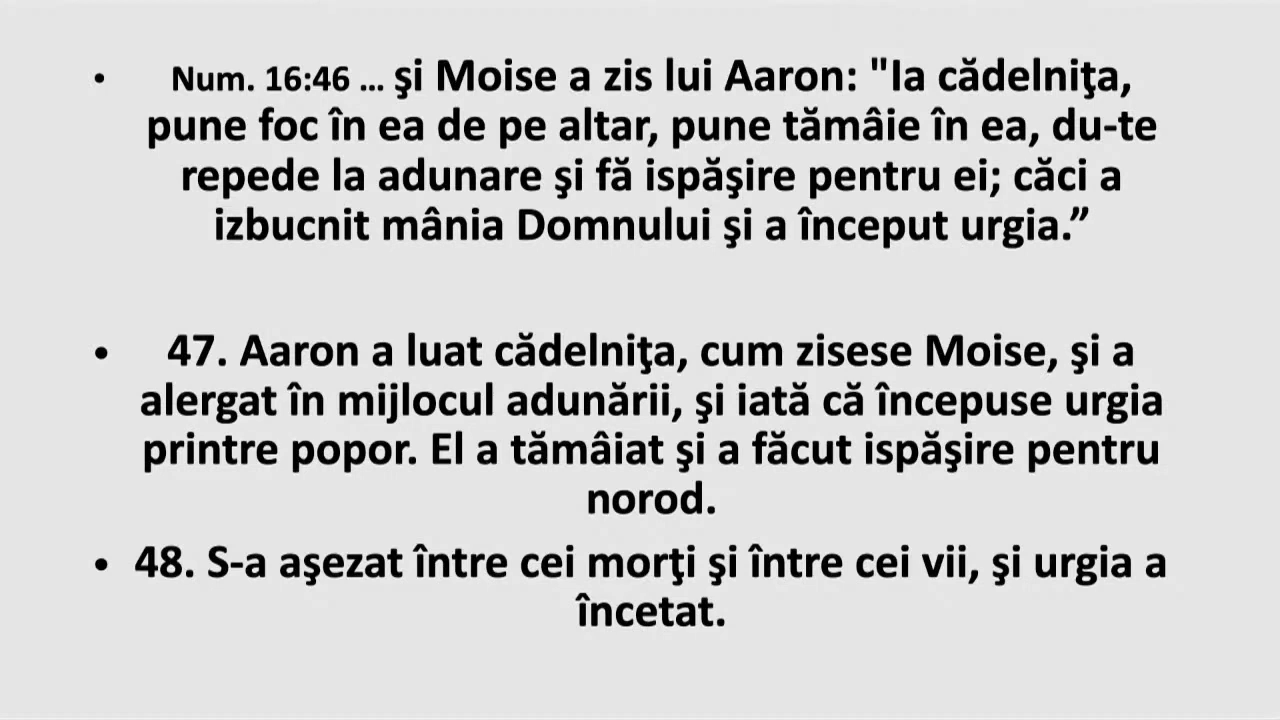 • Num. 16:46 ... şi Moise a zis lui Aaron: "Ia cădelniţa,
pune foc în ea de pe altar, pune tămâie în ea, du-te
repede la adunare şi fă ispăşire pentru ei; căci a
izbucnit mânia Domnului şi a început urgia.”
• 47. Aaron a luat cădelniţa, cum zisese Moise, şi a
alergat în mijlocul adunării, şi iată că începuse urgia
printre popor. El a tămâiat şi a făcut ispăşire pentru
norod.
• 48. S-a aşezat între cei morţi şi între cei vii, şi urgia a
încetat.